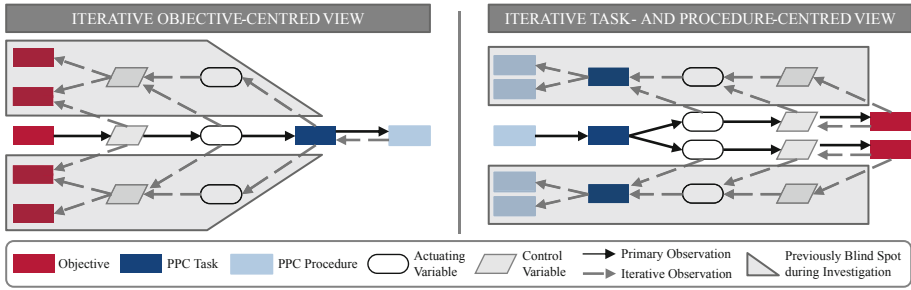 ITERATIVE OBJECTIVE-CENTRED VIEW
ITERATIVE TASK- AND PROCEDURE-CENTRED VIEW
Objective
PPC Task
PPC Procedure
Actuating
Variable
Control
Variable
Primary Observation
Iterative Observation
Previously Blind Spot
during Investigation